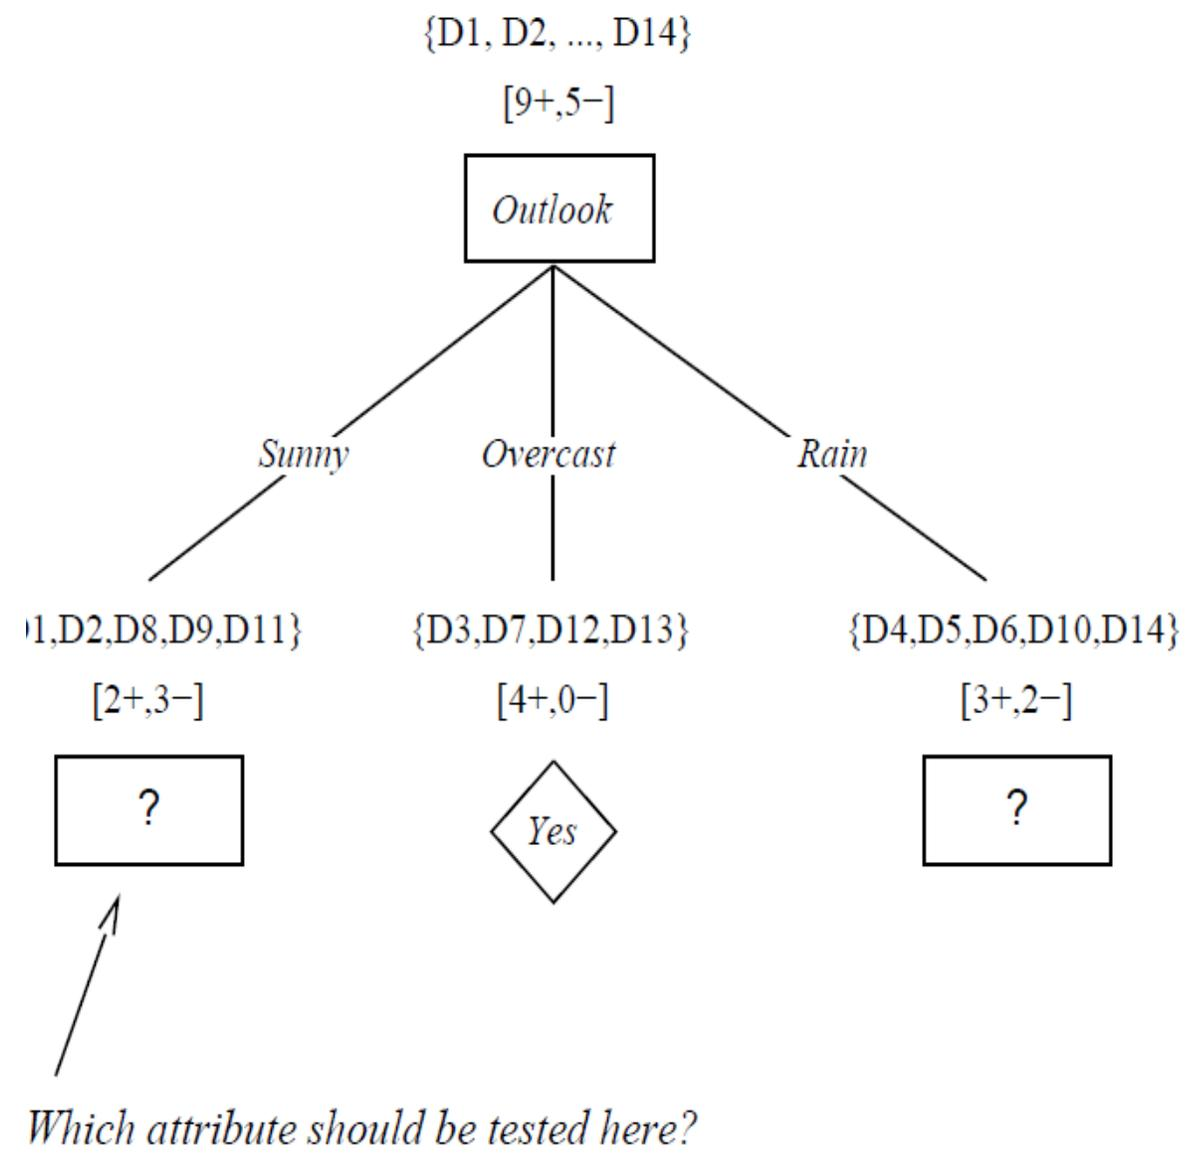 {D1, D2, ..., D14}
[9+,5−]
Outlook
Sunny
Overcast
Rain
1,D2,D8,D9,D11}
{D3,D7,D12,D13}
{D4,D5,D6,D10,D14}
[2+,3−]
[4+,0−]
[3+,2−]
?
Yes
?
Which attribute should be tested here?